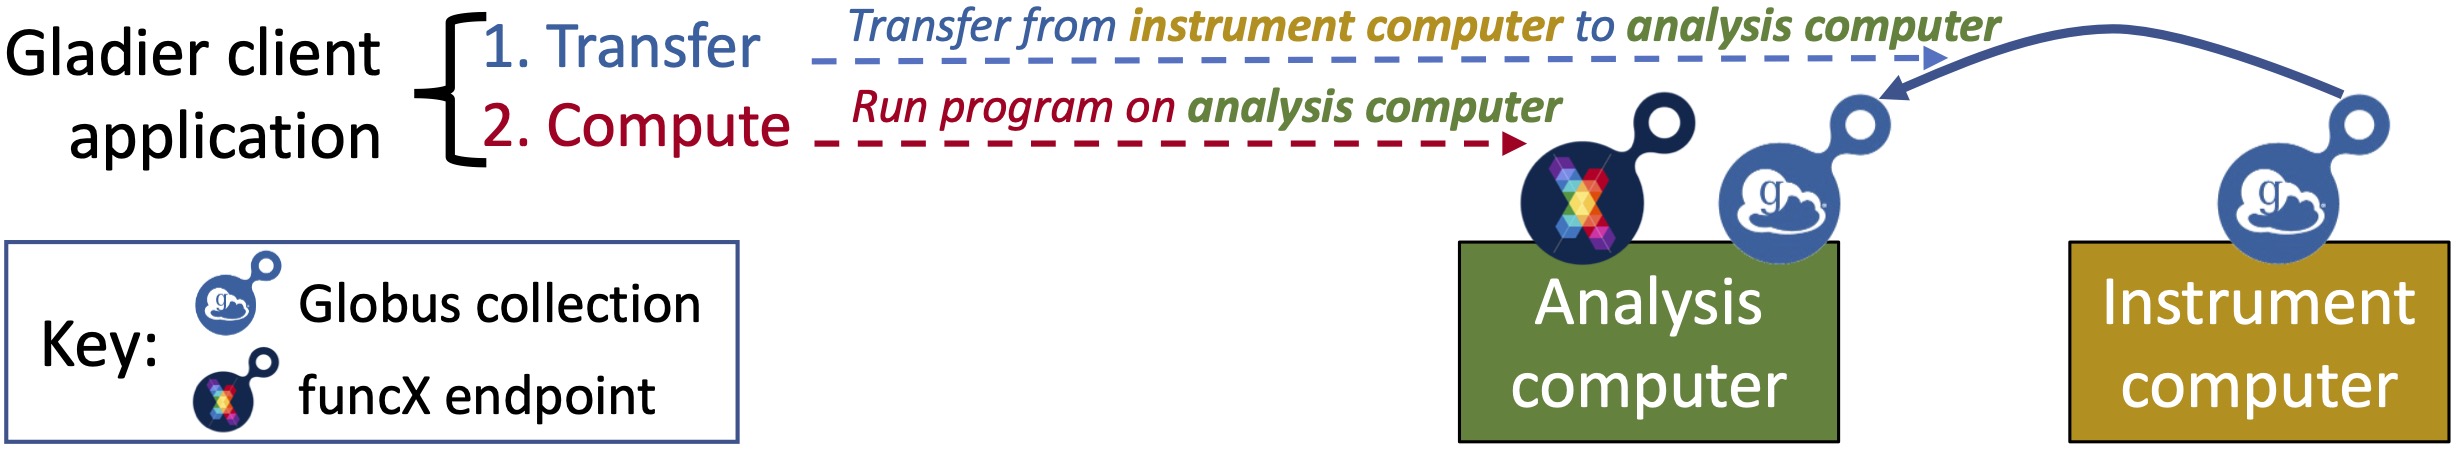 Gladier client
application
1. Transfer
2. Compute
Transfer from instrument computer to analysis computer
Run program on analysis computer
g
g
Analysis
computer
Instrument
computer
Key:
g
Globus collection
funcX endpoint